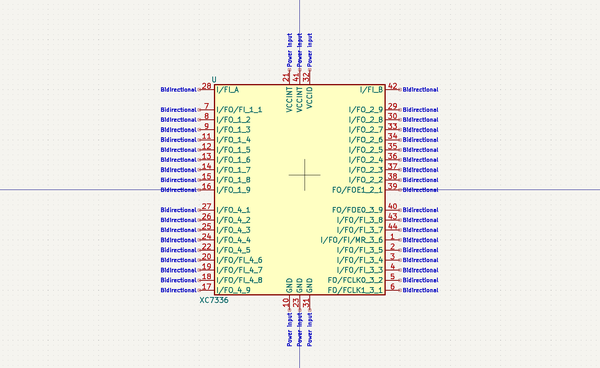 Power Input Power Input Power Input
21 41 32
U
VCCINT VCCINT VCCIO
Bidirectional 28 I/FI_A I/FI_B 42 Bidirectional
Bidirectional 7 I/FO/FI_1_1 I/FO_2_9 29 Bidirectional
Bidirectional 8 I/FO_1_2 I/FO_2_8 30 Bidirectional
Bidirectional 9 I/FO_1_3 I/FO_2_7 33 Bidirectional
Bidirectional 11 I/FO_1_4 I/FO_2_6 34 Bidirectional
Bidirectional 12 I/FO_1_5 I/FO_2_5 35 Bidirectional
Bidirectional 13 I/FO_1_6 I/FO_2_4 36 Bidirectional
Bidirectional 14 I/FO_1_7 I/FO_2_3 37 Bidirectional
Bidirectional 15 I/FO_1_8 I/FO_2_2 38 Bidirectional
Bidirectional 16 I/FO_1_9 FO/FOE1_2_1 39 Bidirectional
Bidirectional 27 I/FO_4_1 FO/FOE0_3_9 40 Bidirectional
Bidirectional 26 I/FO_4_2 I/FO/FI_3_8 43 Bidirectional
Bidirectional 25 I/FO_4_3 I/FO/FI_3_7 44 Bidirectional
Bidirectional 24 I/FO_4_4 I/FO/FI/MR_3_6 1 Bidirectional
Bidirectional 22 I/FO_4_5 I/FO/FI_3_5 2 Bidirectional
Bidirectional 20 I/FO/FI_4_6 I/FO/FI_3_4 3 Bidirectional
Bidirectional 19 I/FO/FI_4_7 I/FO/FI_3_3 4 Bidirectional
Bidirectional 18 I/FO/FI_4_8 FO/FCLK0_3_2 5 Bidirectional
Bidirectional 17 I/FO_4_9 FO/FCLK1_3_1 6 Bidirectional
GND GND GND
XC7336
10 23 31
Power Input Power Input Power Input